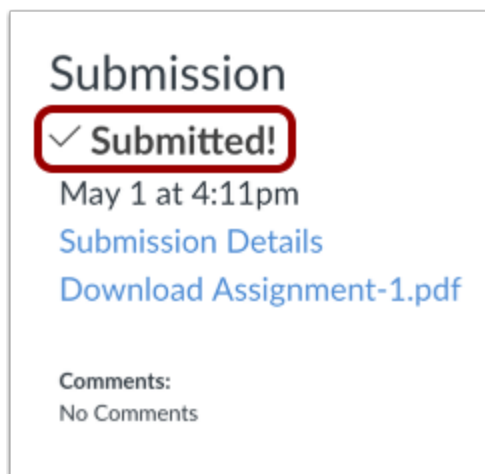 Submission
✓ Submitted!
May 1 at 4:11pm
Submission Details
Download Assignment-1.pdf
Comments:
No Comments